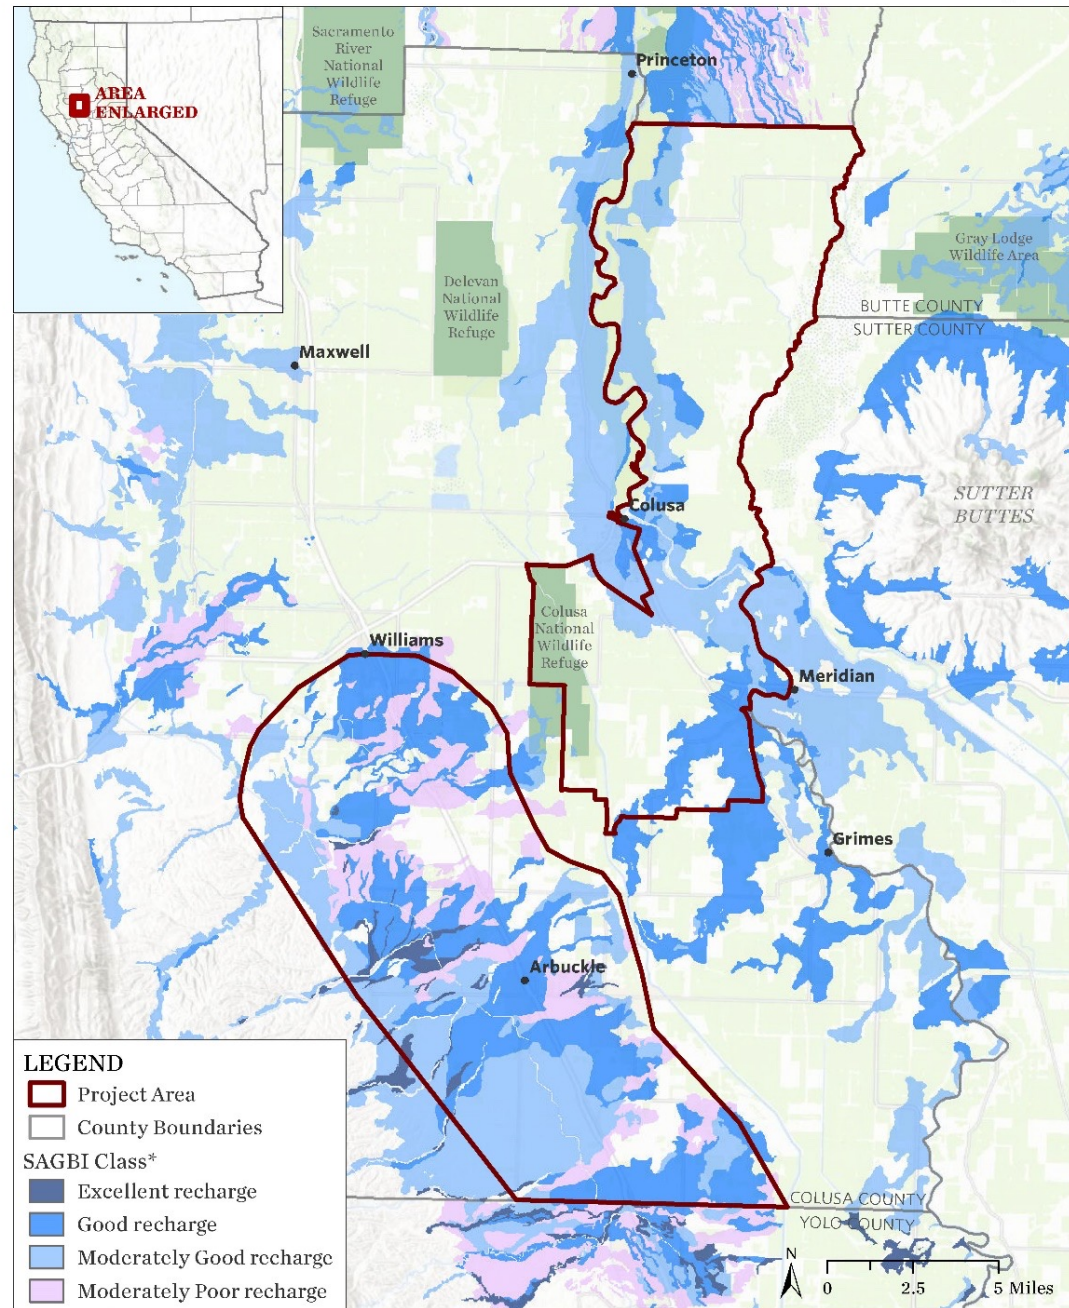 AREA
ENLARGED
Sacramento
River
National
Wildlife
Refuge
Princeton
Gray Lodge
Wildlife Area
Delevan
National
Wildlife
Refuge
BUTTE COUNTY
SUTTER COUNTY
Maxwell
SUTTER
BUTTES
Colusa
Colusa
National
Wildlife
Refuge
Williams
Meridian
Grimes
Arbuckle
LEGEND
Project Area
County Boundaries
SAGBI Class*
Excellent recharge
Good recharge
Moderately Good recharge
Moderately Poor recharge
COLUSA COUNTY
YOLO COUNTY
N
0 2.5 5 Miles